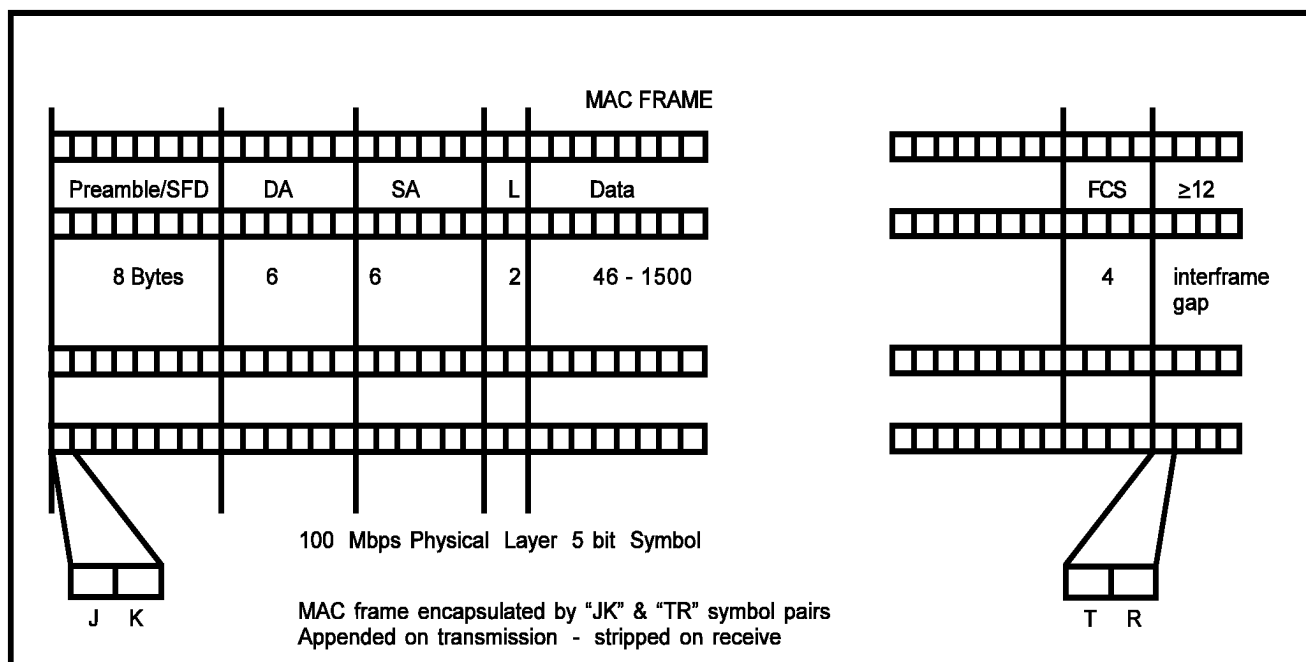 MAC FRAME
Preamble/SFD DA SA L Data FCS ≥12
8 Bytes 6 6 2 46 - 1500 4 interframe
gap
100 Mbps Physical Layer 5 bit Symbol
J K
T R
MAC frame encapsulated by “JK” & “TR” symbol pairs
Appended on transmission - stripped on receive